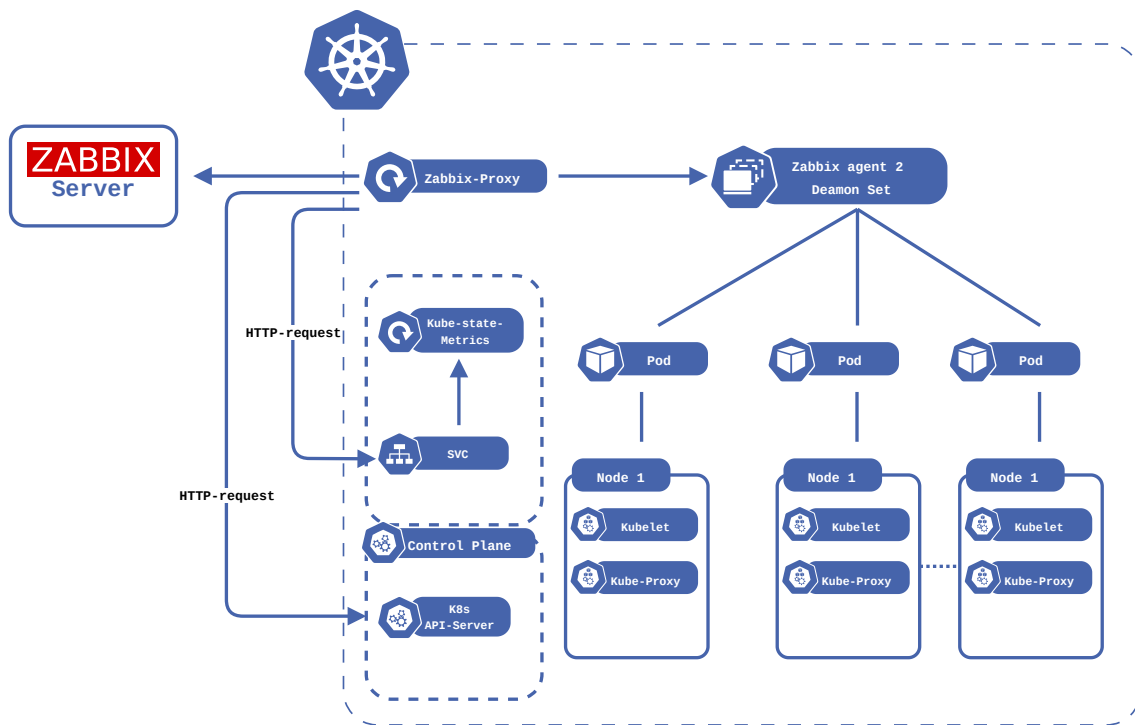 ZABBIX
Server
Zabbix-Proxy
Zabbix agent 2
Deamon Set
HTTP-request
Kube-state-
Metrics
SVC
HTTP-request
Control Plane
K8s
API-Server
Pod
Pod
Pod
Node 1
Kubelet
Kube-Proxy
Node 1
Kubelet
Kube-Proxy
Node 1
Kubelet
Kube-Proxy